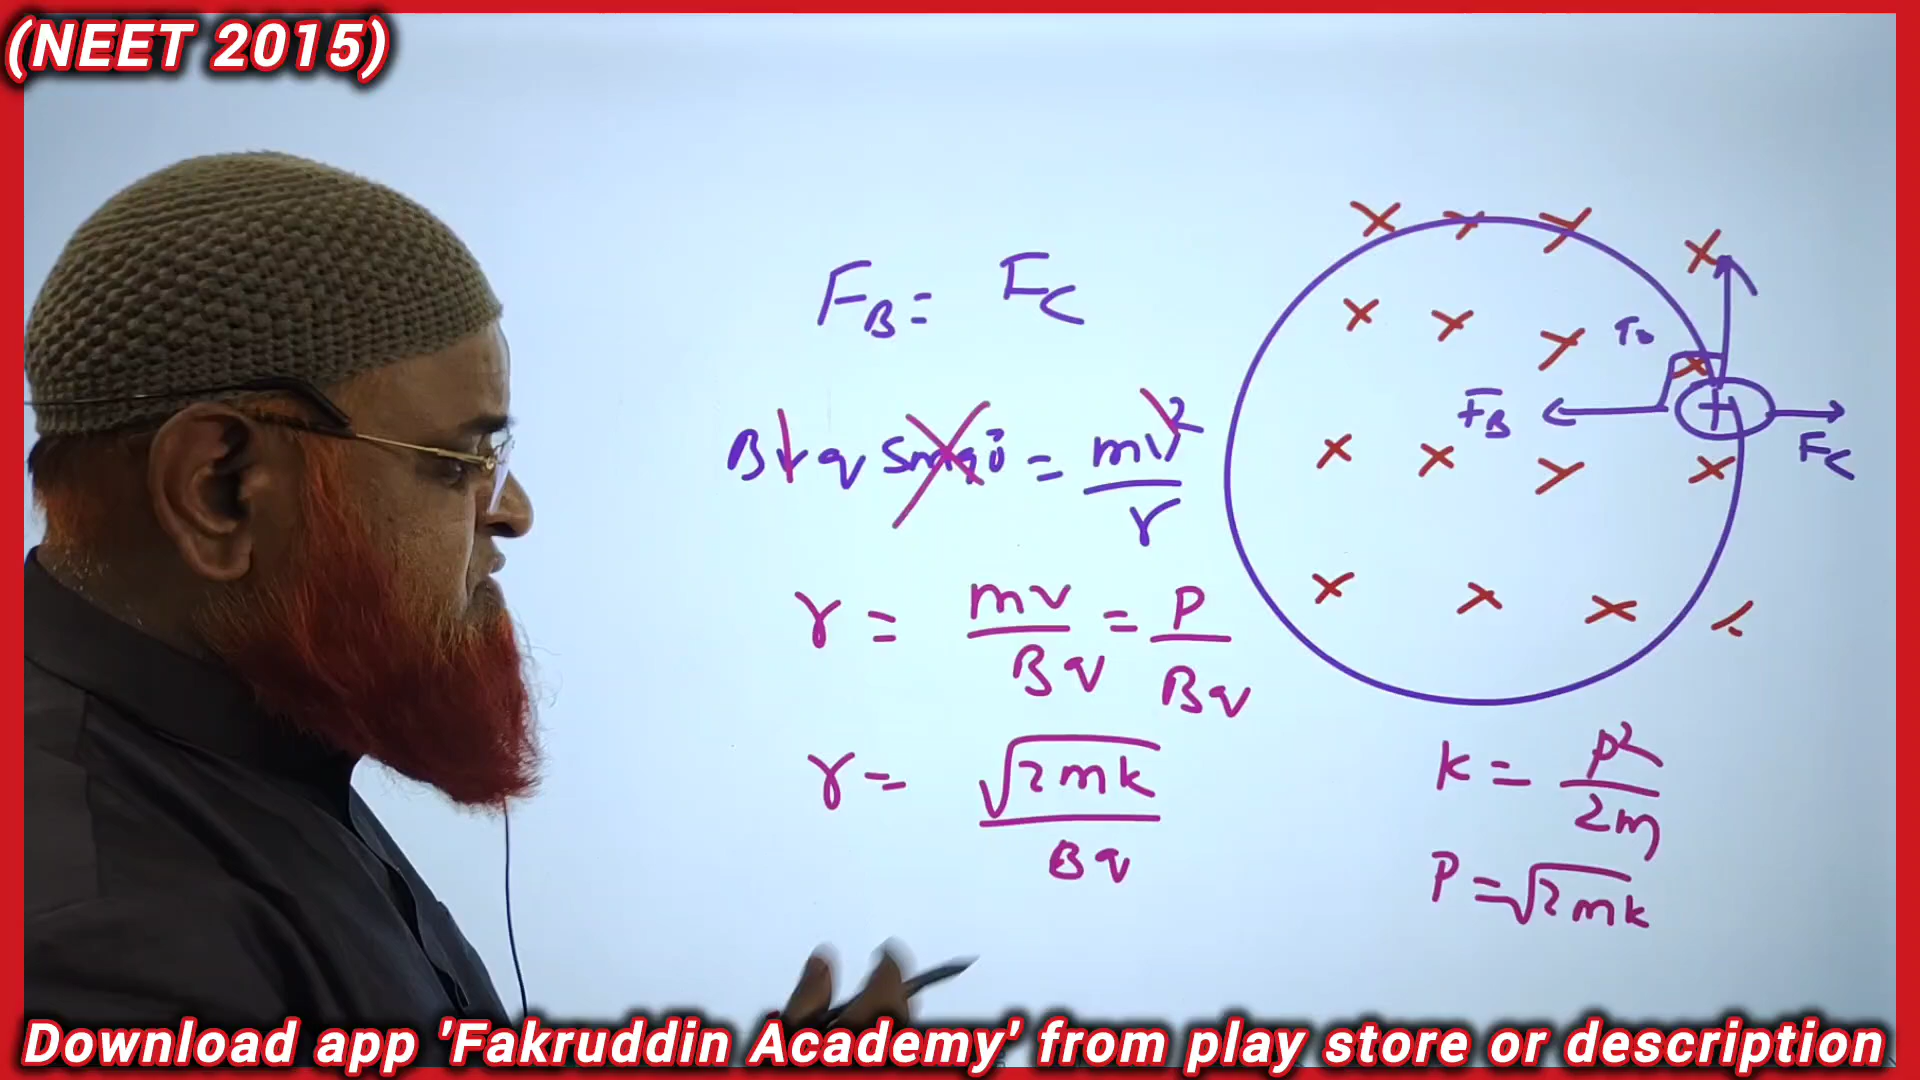 (NEET 2015)
F_B = F_C
Bvq sin90° = mv²/r
r = mv/Bq = P/Bq
r = √2mk/Bq
F_B
+
F_C
k = p²/2m
P = √2mk
Download app 'Fakruddin Academy' from play store or description